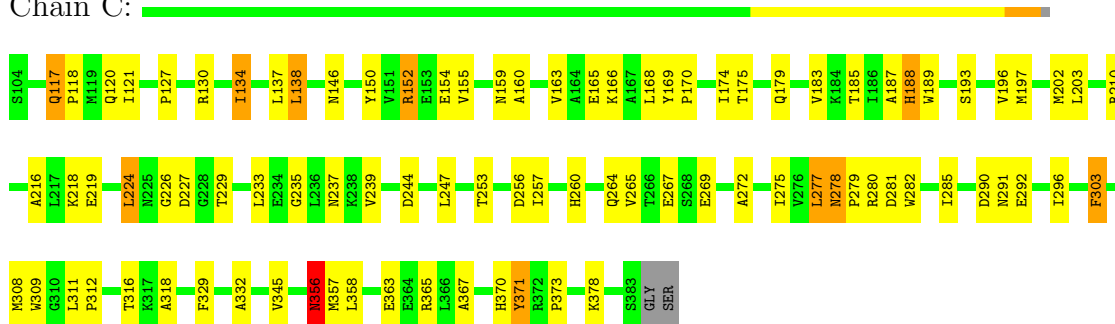 Chain C:
S104 Q117 P118 M119 Q120 I121 P127 R130 I134 L137 L138 N146 Y150 V151 R152 E153 E154 V155 N159 A160 V163 A164 E165 K166 A167 L168 Y169 P170 I174 T175 Q179 V183 K184 T185 I186 A187 H188 W189 S193 V196 M197 M202 L203
A216 L217 K218 E219 L224 N225 G226 D227 G228 T229 L233 E234 G235 L236 N237 K238 V239 D244 L247 T253 D256 I257 H260 Q264 V265 T266 E267 S268 E269 A272 I275 V276 L277 N278 P279 R280 D281 W282 I285 D290 N291 E292 I296 F303
M308 W309 G310 L311 P312 T316 K317 A318 F329 A332 V345 N356 M357 L358 E363 E364 R365 L366 A367 H370 Y371 R372 P373 K378 S383 GLY SER